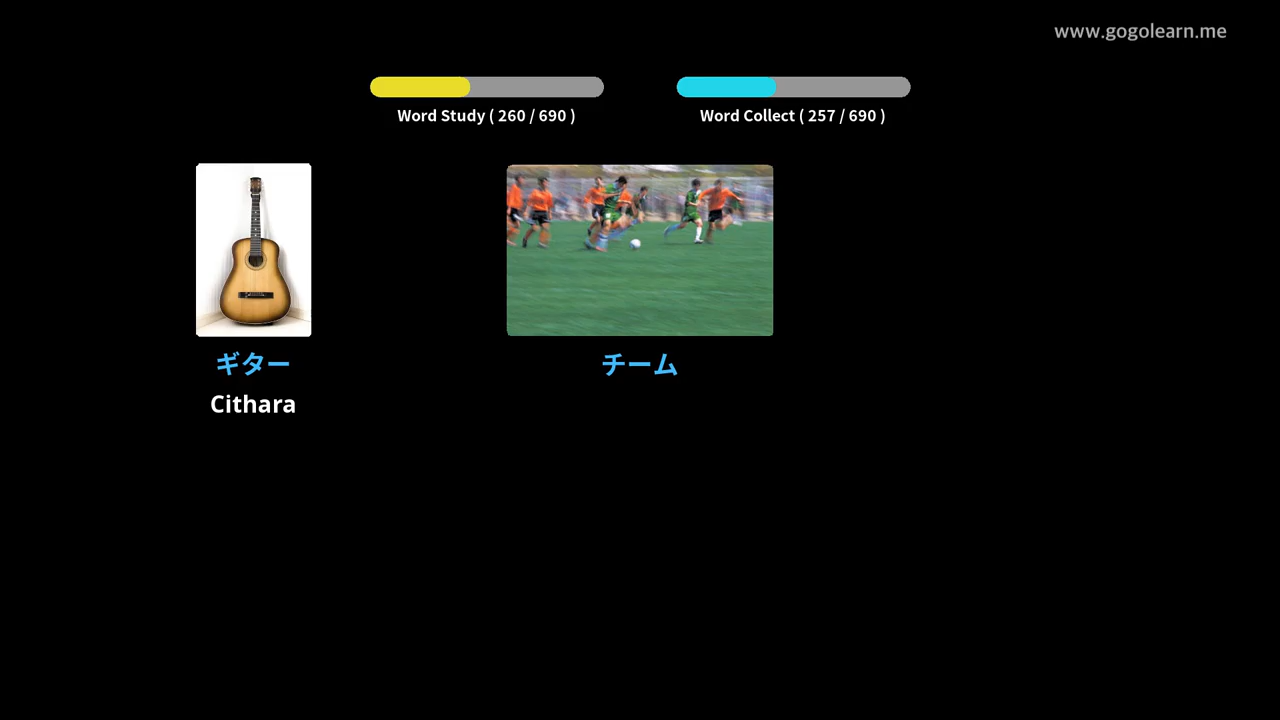 www.gogolearn.me
Word Study ( 260 / 690 )
Word Collect ( 257 / 690 )
ギター
チーム
Cithara